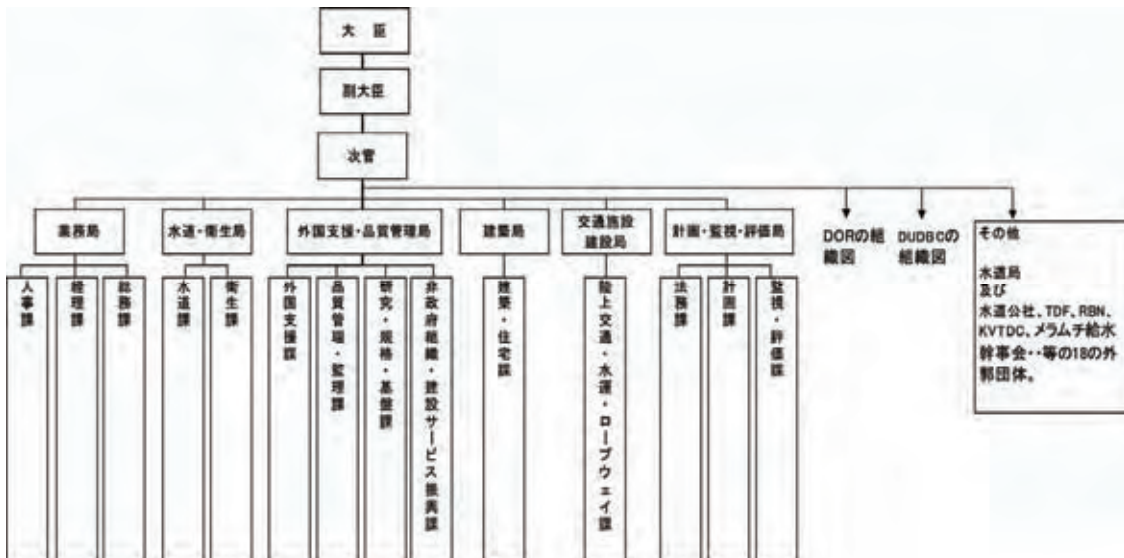 大 臣
副大臣
次官
業務局
水道・衛生局
外国支援・品質管理局
建築局
交通施設
建設局
計画・監視・評価局
DORの組
織図
DUDBCの
組織図
その他
水道局
及び
水道公社、TDF、RBN、
KVTDC、メラムチ給水
幹事会・・等の18の外
郭団体。
人事課
経理課
総務課
水道課
衛生課
外国支援課
品質管理・監理課
研究・規格・基盤課
非政府組織・建設サービス振興課
建築・住宅課
陸上交通・水運・ロープウェイ課
法務課
計画課
監視・評価課